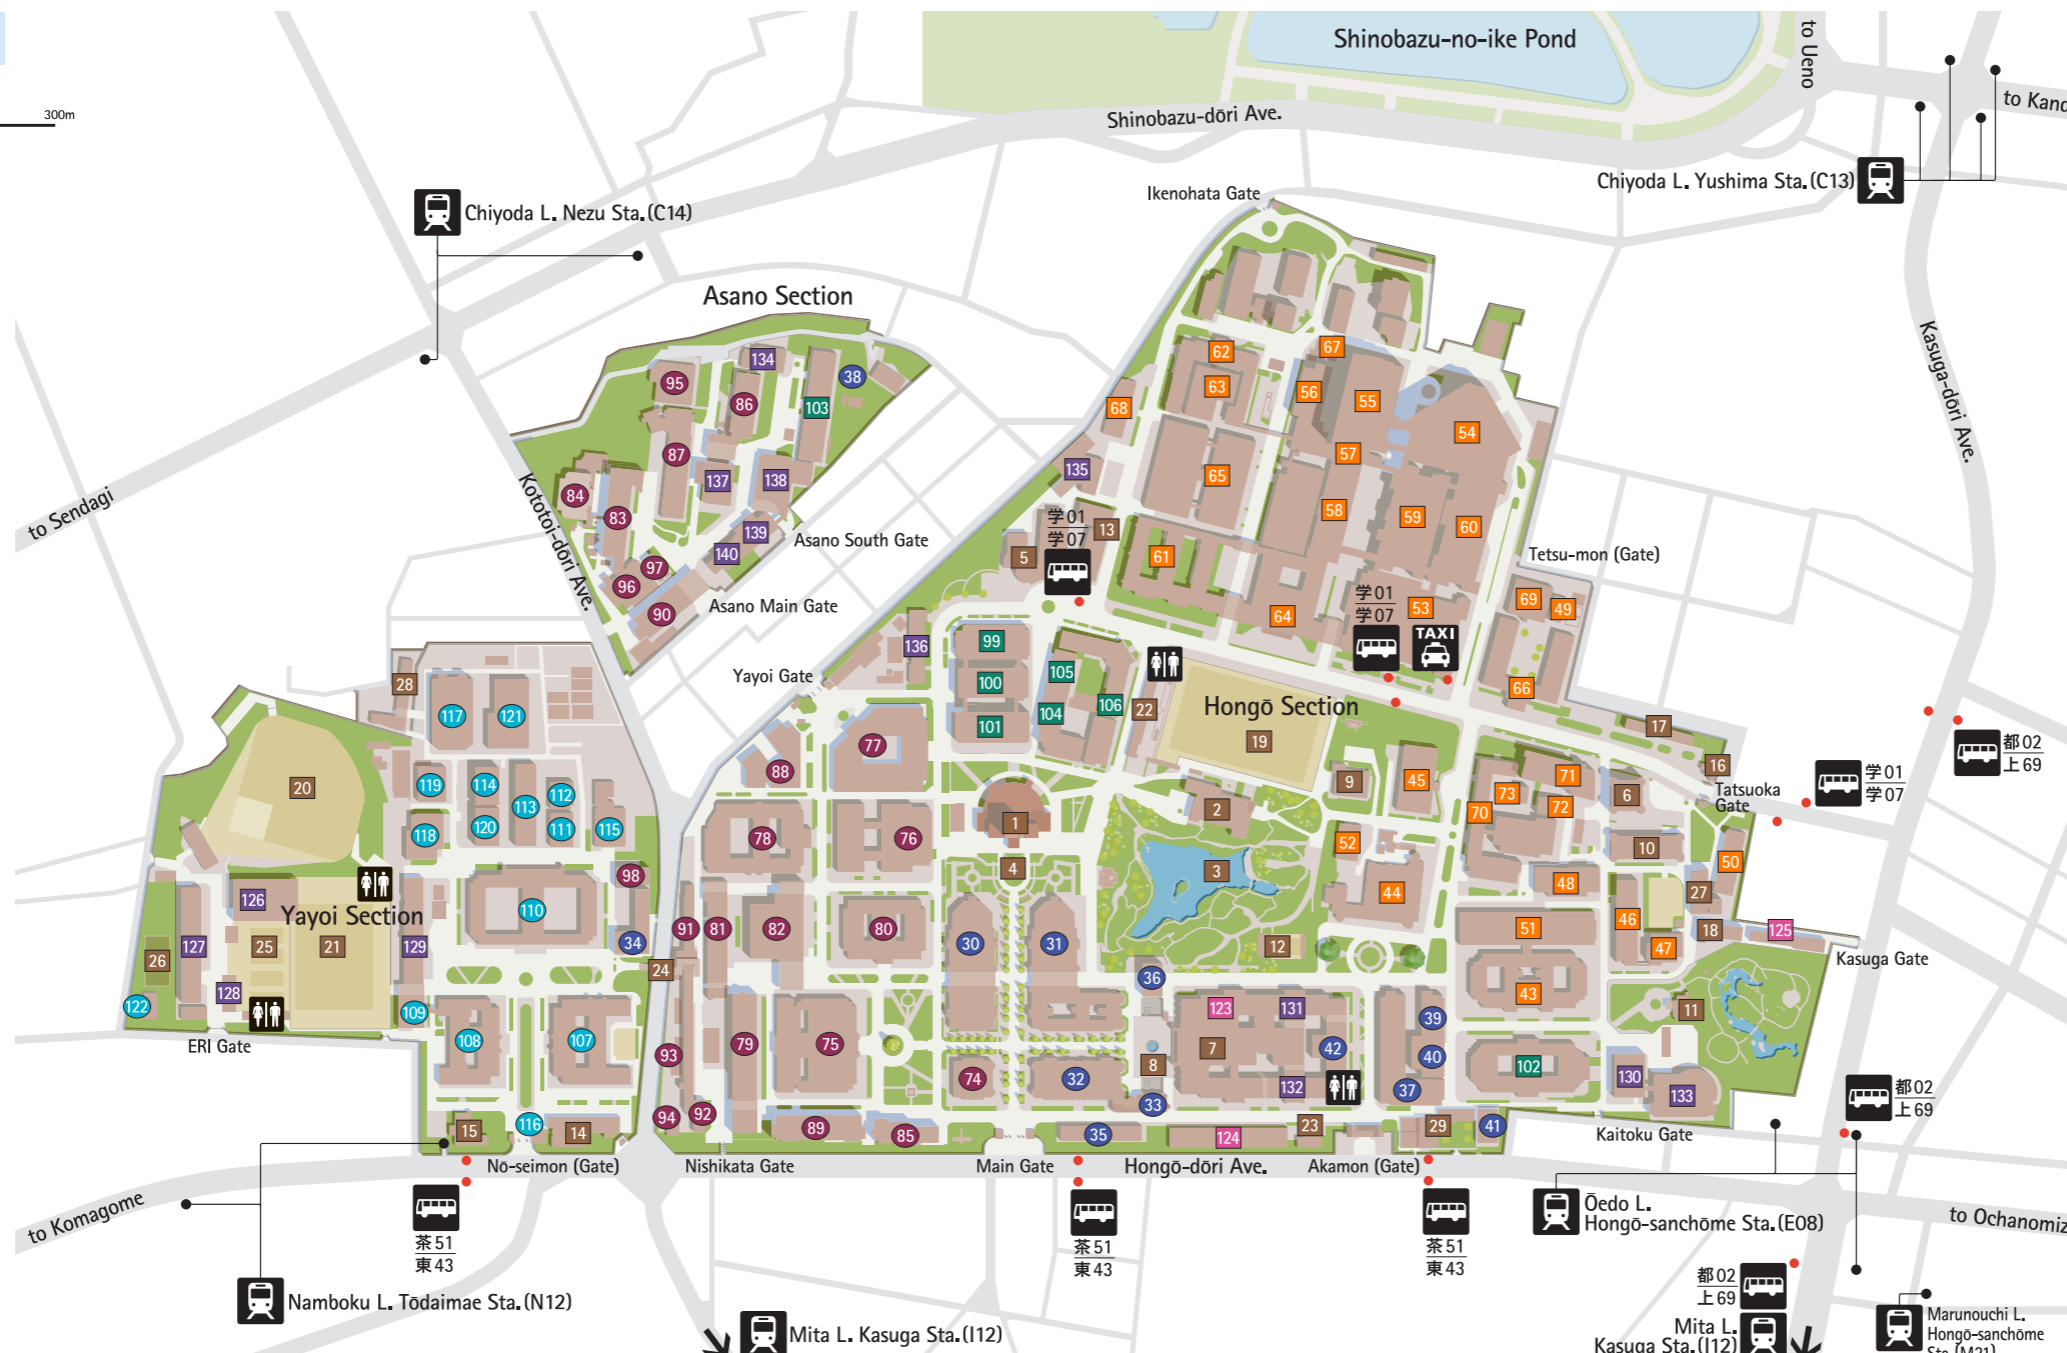 Shinobazu-no-ike Pond
to Ueno
to Kand
300m
Shinobazu-dōri Ave.
Chiyoda L. Yushima Sta.(C13)
Ikenohata Gate
Chiyoda L. Nezu Sta.(C14)
Asano Section
Kasuga-dōri Ave.
62
67
134
95
38
63
56
55
86
103
68
54
87
57
135
65
137
138
84
to Sendagi
Kototoi-dōri Ave.
83
学01
学07
13
58
59
60
139
Asano South Gate
140
5
61
Tetsu-mon (Gate)
97
96
学01
学07
69
49
90
Asano Main Gate
64
53
TAXI
136
99
105
Yayoi Gate
28
100
66
117
121
104
106
22
Hongō Section
17
77
101
19
都02
上69
88
9
45
71
16
学01
学07
20
119
114
112
113
73
6
Tatsuoka
Gate
72
70
2
118
120
111
115
78
76
1
52
10
50
4
3
98
126
44
48
27
110
Yayoi Section
46
51
18
125
91
81
82
80
30
31
34
127
25
21
129
12
47
26
24
36
Kasuga Gate
128
43
122
109
123
131
39
11
108
107
79
75
7
42
ERI Gate
93
40
8
102
74
32
132
130
37
133
94
92
33
116
15
14
89
85
35
124
23
29
41
都02
上69
Kaitoku Gate
Nō-seimon (Gate)
Nishikata Gate
Main Gate
Hongō-dōri Ave.
Akamon (Gate)
to Komagome
茶51
東43
茶51
東43
茶51
東43
Ōedo L.
Hongō-sanchōme Sta.(E08)
to Ochanomiz
Namboku L. Tōdaimae Sta.(N12)
都02
上69
Mita L. Kasuga Sta.(I12)
Mita L.
Kasuga Sta.(I12)
Marunouchi L.
Hongō-sanchōme
Sta.(M21)